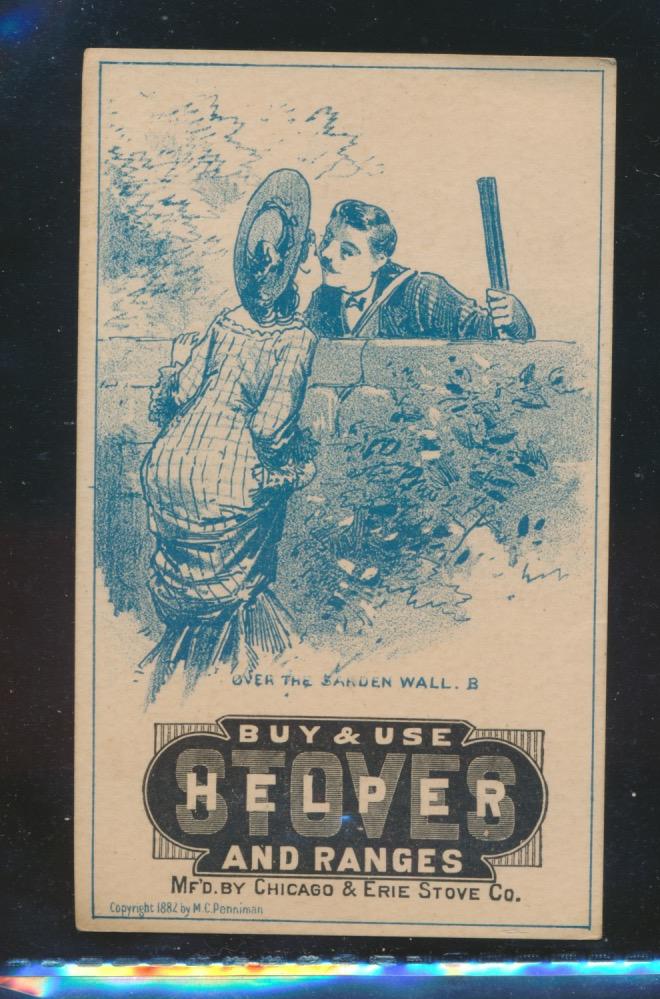 OVER THE GARDEN WALL. B
BUY & USE
HELPER
STOVES
AND RANGES
MF'D. BY CHICAGO & ERIE STOVE CO.
Copyright 1882 by M.C. Penniman